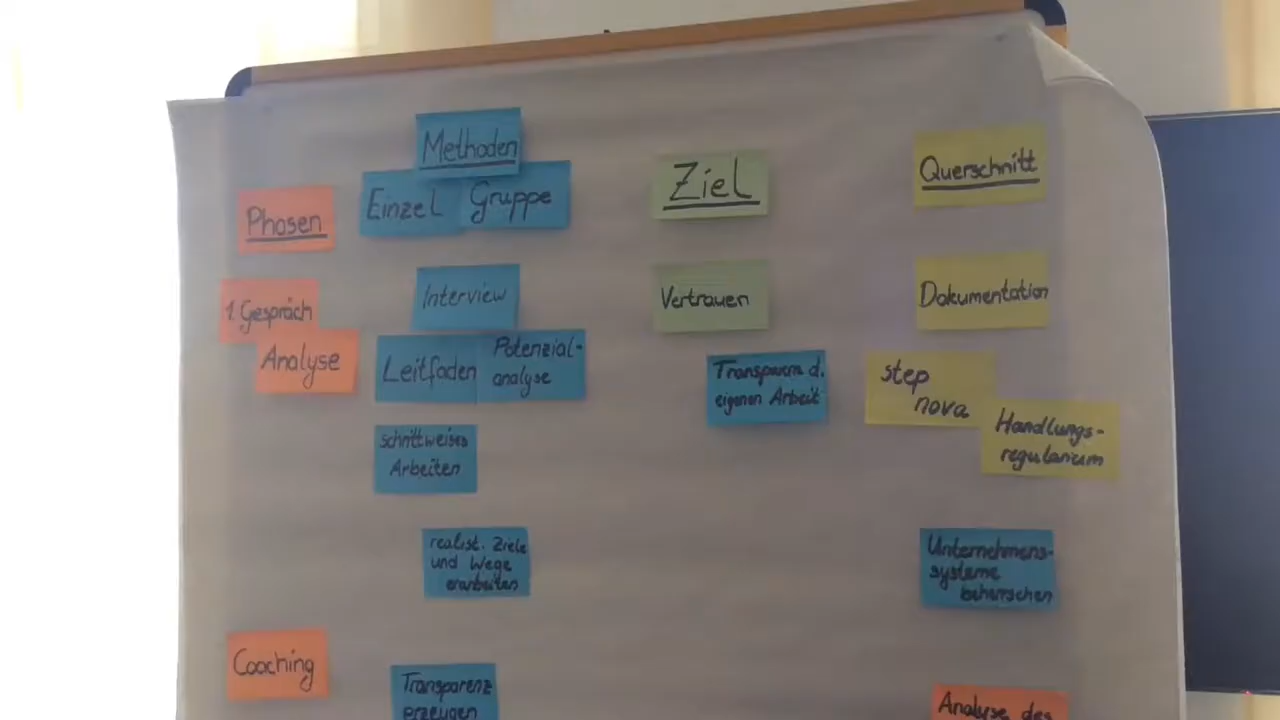 Methoden
Einzel
Gruppe
Phasen
Ziel
Querschnitt
1. Gespräch
Analyse
Interview
Leitfaden
Potenzial-
analyse
schrittweises
Arbeiten
realist. Ziele
und Wege
erarbeiten
Coaching
Transparenz
erzeugen
Vertrauen
Transparenz d.
eigenen Arbeit
Dokumentation
step
nova
Handlungs-
regularium
Unternehmens-
systeme
beherrschen
Analyse des